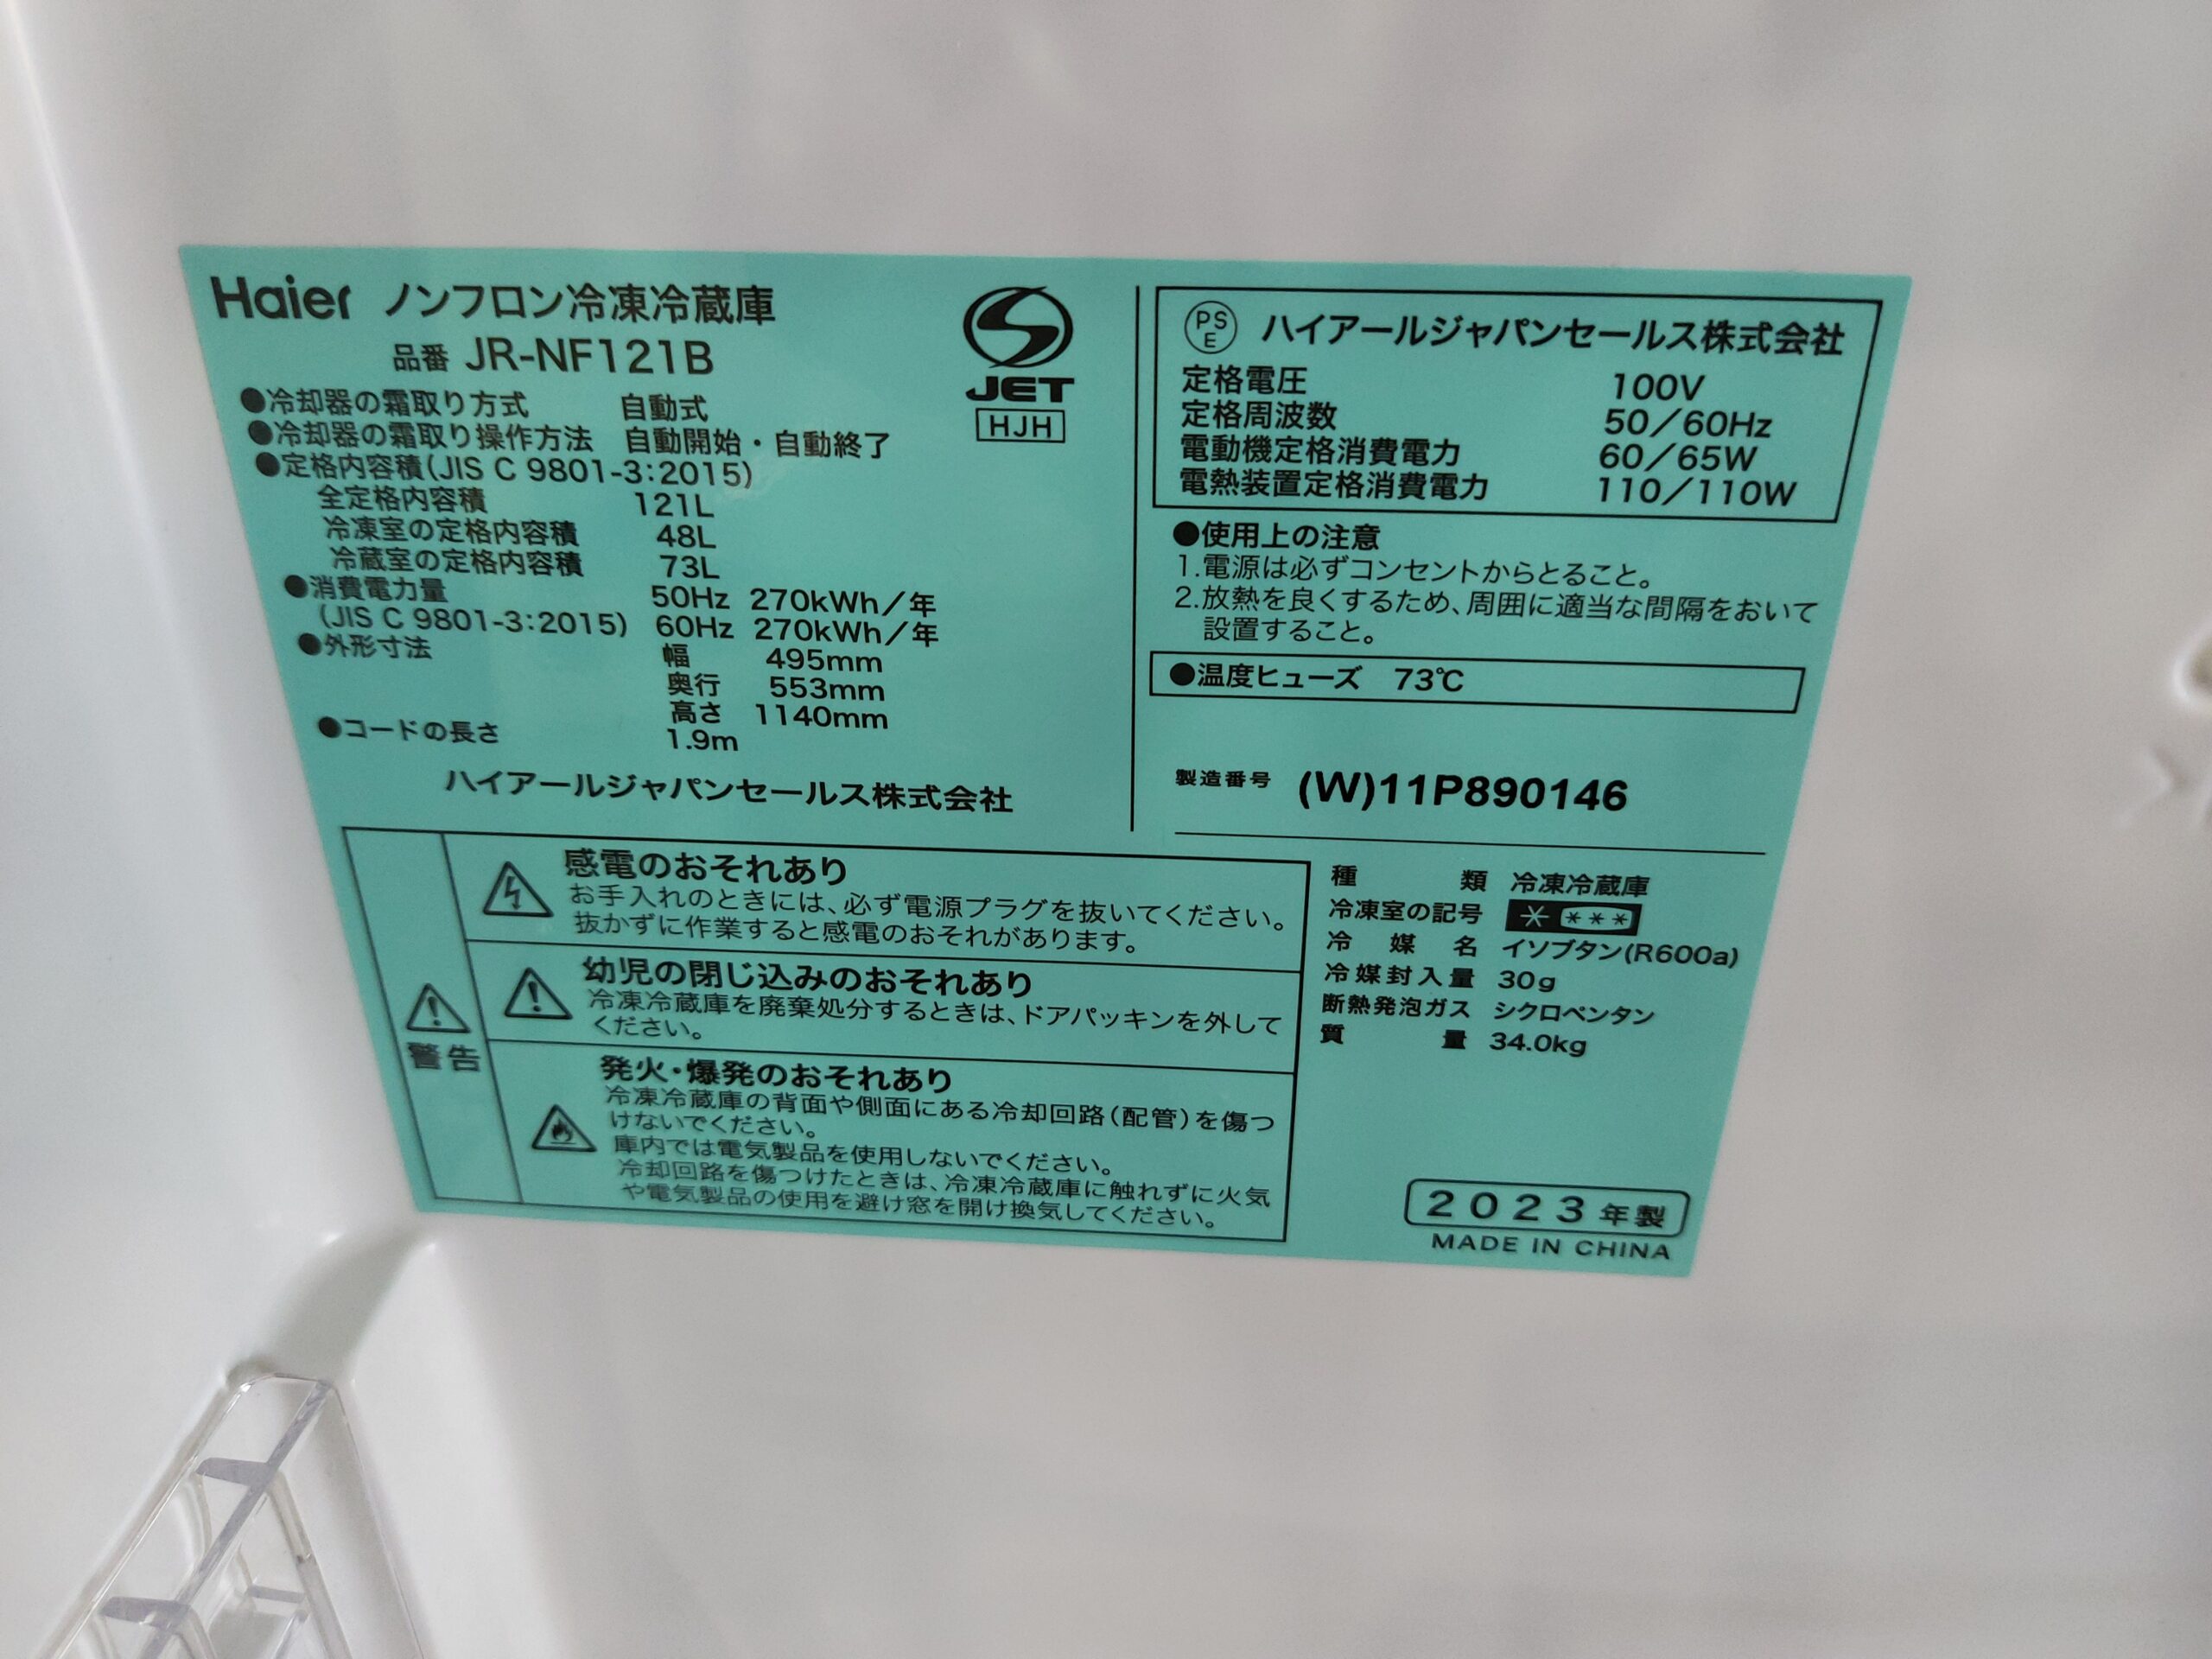 Haier ノンフロン冷凍冷蔵庫
品番 JR-NF121B
●冷却器の霜取り方式 自動式
●冷却器の霜取り操作方法 自動開始・自動終了
●定格内容積(JIS C 9801-3:2015)
全定格内容積 121L
冷凍室の定格内容積 48L
冷蔵室の定格内容積 73L
●消費電力量 50Hz 270kWh/年
(JIS C 9801-3:2015) 60Hz 270kWh/年
●外形寸法 幅 495mm
奥行 553mm
高さ 1140mm
●コードの長さ 1.9m
ハイアールジャパンセールス株式会社
JET
HJH
PS
E
ハイアールジャパンセールス株式会社
定格電圧 100V
定格周波数 50/60Hz
電動機定格消費電力 60/65W
電熱装置定格消費電力 110/110W
●使用上の注意
1.電源は必ずコンセントからとること。
2.放熱を良くするため、周囲に適当な間隔をおいて
設置すること。
●温度ヒューズ 73℃
製造番号 (W)11P890146
警告
感電のおそれあり
お手入れのときには、必ず電源プラグを抜いてください。
抜かずに作業すると感電のおそれがあります。
幼児の閉じ込みのおそれあり
冷凍冷蔵庫を廃棄処分するときは、ドアパッキンを外して
ください。
発火・爆発のおそれあり
冷凍冷蔵庫の背面や側面にある冷却回路(配管)を傷つ
けないでください。
庫内では電気製品を使用しないでください。
冷却回路を傷つけたときは、冷凍冷蔵庫に触れずに火気
や電気製品の使用を避け窓を開け換気してください。
種類 冷凍冷蔵庫
冷凍室の記号 * ***
冷媒名 イソブタン(R600a)
冷媒封入量 30g
断熱発泡ガス シクロペンタン
質量 34.0kg
2023年製
MADE IN CHINA